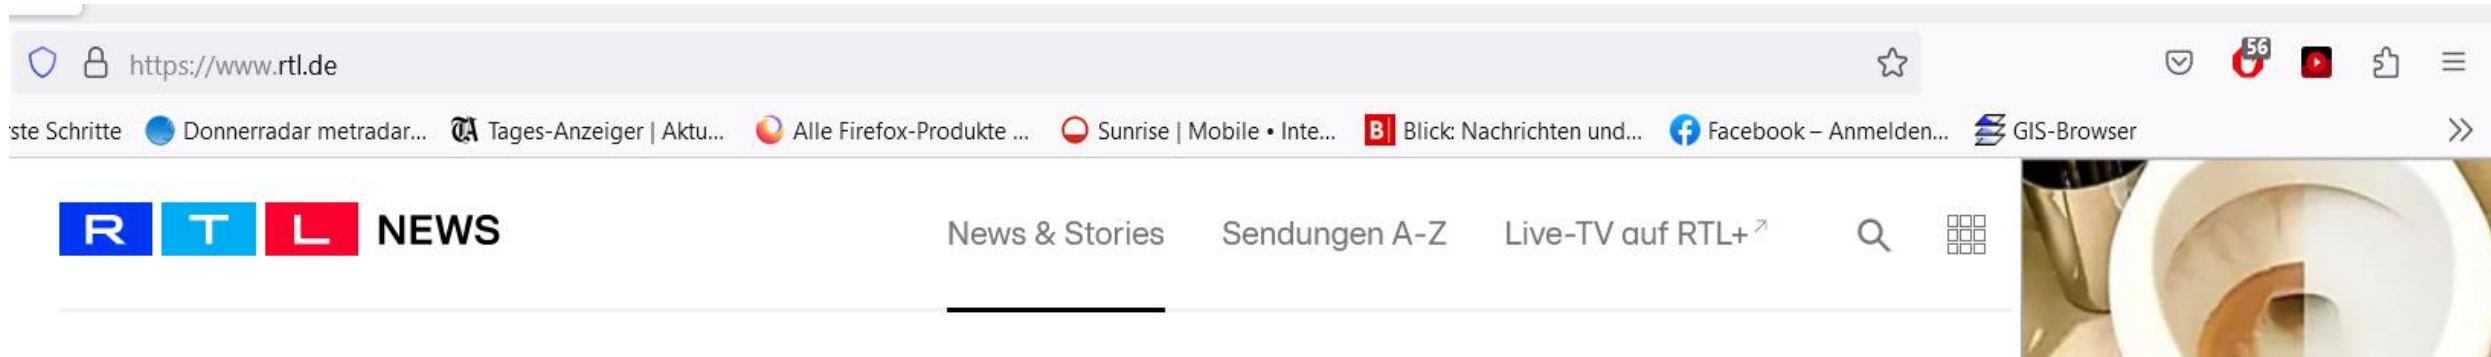 https://www.rtl.de
56
ste Schritte Donnerradar metradar... Tages-Anzeiger | Aktu... Alle Firefox-Produkte ... Sunrise | Mobile • Inte... B Blick: Nachrichten und... Facebook – Anmelden... GIS-Browser
RTL NEWS News & Stories Sendungen A-Z Live-TV auf RTL+